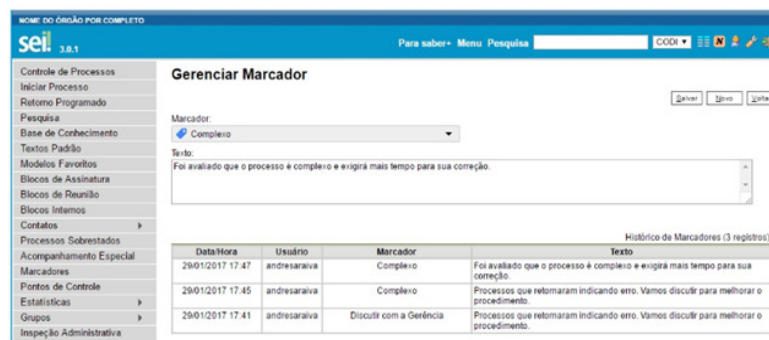 NOME DO ÓRGÃO POR COMPLETO
sei! 3.0.1
Para saber+ Menu Pesquisa CODI
Controle de Processos
Iniciar Processo
Retorno Programado
Pesquisa
Base de Conhecimento
Textos Padrão
Modelos Favoritos
Blocos de Assinatura
Blocos de Reunião
Blocos Internos
Contatos
Processos Sobrestados
Acompanhamento Especial
Marcadores
Pontos de Controle
Estatísticas
Grupos
Inspeção Administrativa
Gerenciar Marcador
Salvar Novo Volta
Marcador:
Complexo
Texto:
Foi avaliado que o processo é complexo e exigirá mais tempo para sua correção.
Histórico de Marcadores (3 registros)
Data/Hora Usuário Marcador Texto
29/01/2017 17:47 andresaraiva Complexo Foi avaliado que o processo é complexo e exigirá mais tempo para sua
correção.
29/01/2017 17:45 andresaraiva Complexo Processos que retornaram indicando erro. Vamos discutir para melhorar o
procedimento.
29/01/2017 17:41 andresaraiva Discutir com a Gerência Processos que retornaram indicando erro. Vamos discutir para melhorar o
procedimento.